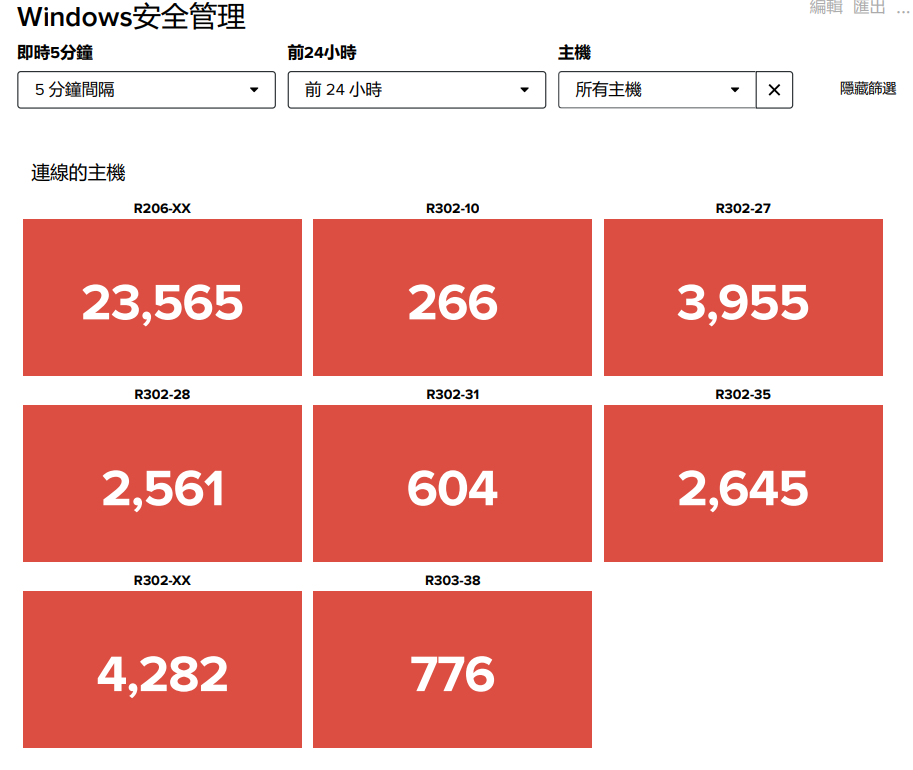 Windows安全管理
編輯 匯出 ...
即時5分鐘 前24小時 主機
5 分鐘間隔 前 24 小時 所有主機 隱藏篩選
連線的主機
R206-XX R302-10 R302-27
23,565 266 3,955
R302-28 R302-31 R302-35
2,561 604 2,645
R302-XX R303-38
4,282 776